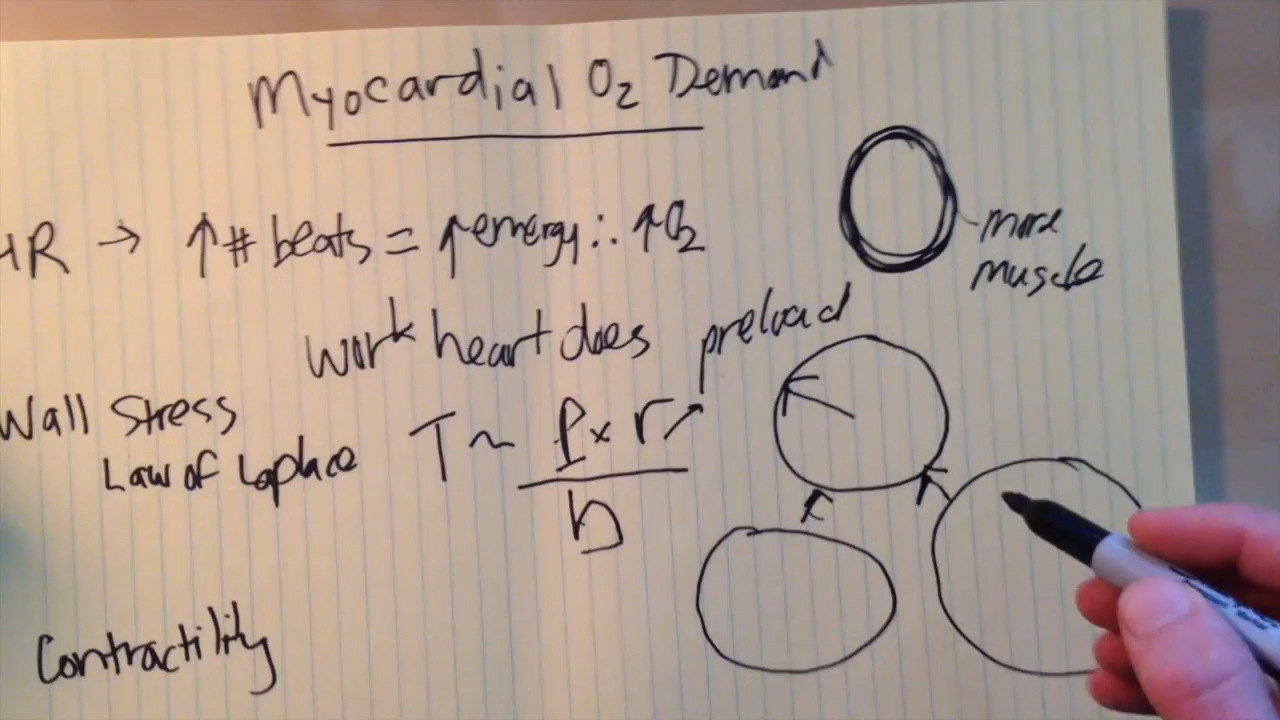 Myocardial O2 Demand
HR → ↑ # beats = ↑ energy ∴ ↑ O2
more
muscle
work heart does
preload
Wall Stress
Law of Laplace
T ~ P x r
h
Contractility